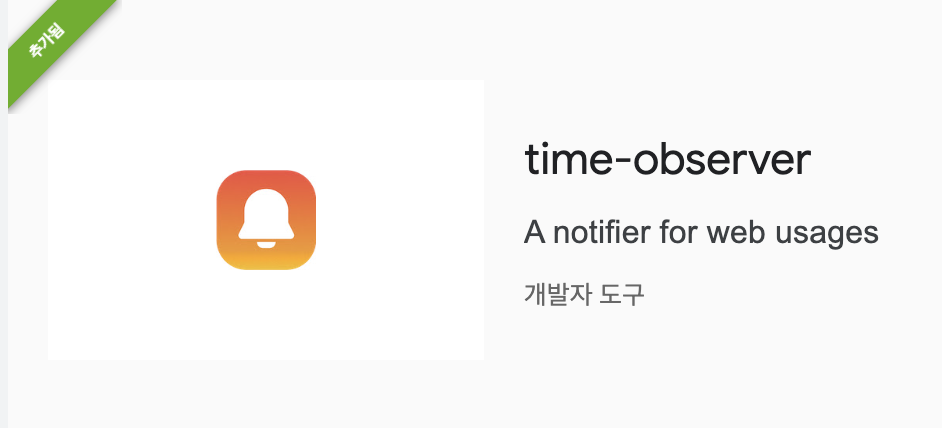 추가됨
time-observer
A notifier for web usages
개발자 도구